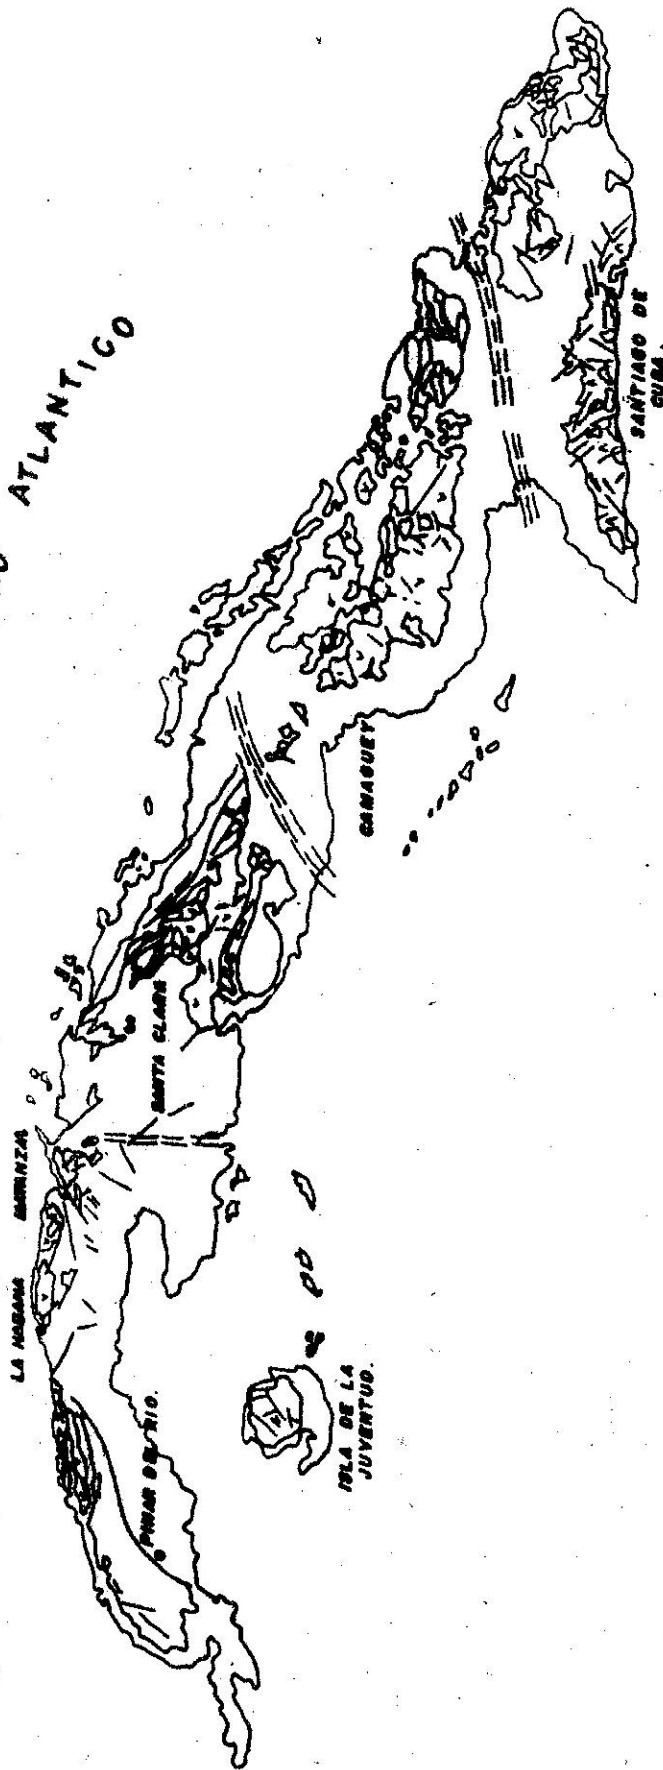 ATLANTICO
LA HABANA
MATANZAS
SANTA CLARA
PINAR DEL RIO.
CAMAGUEY
ISLA DE LA
JUVENTUD.
SANTIAGO DE
CUBA.